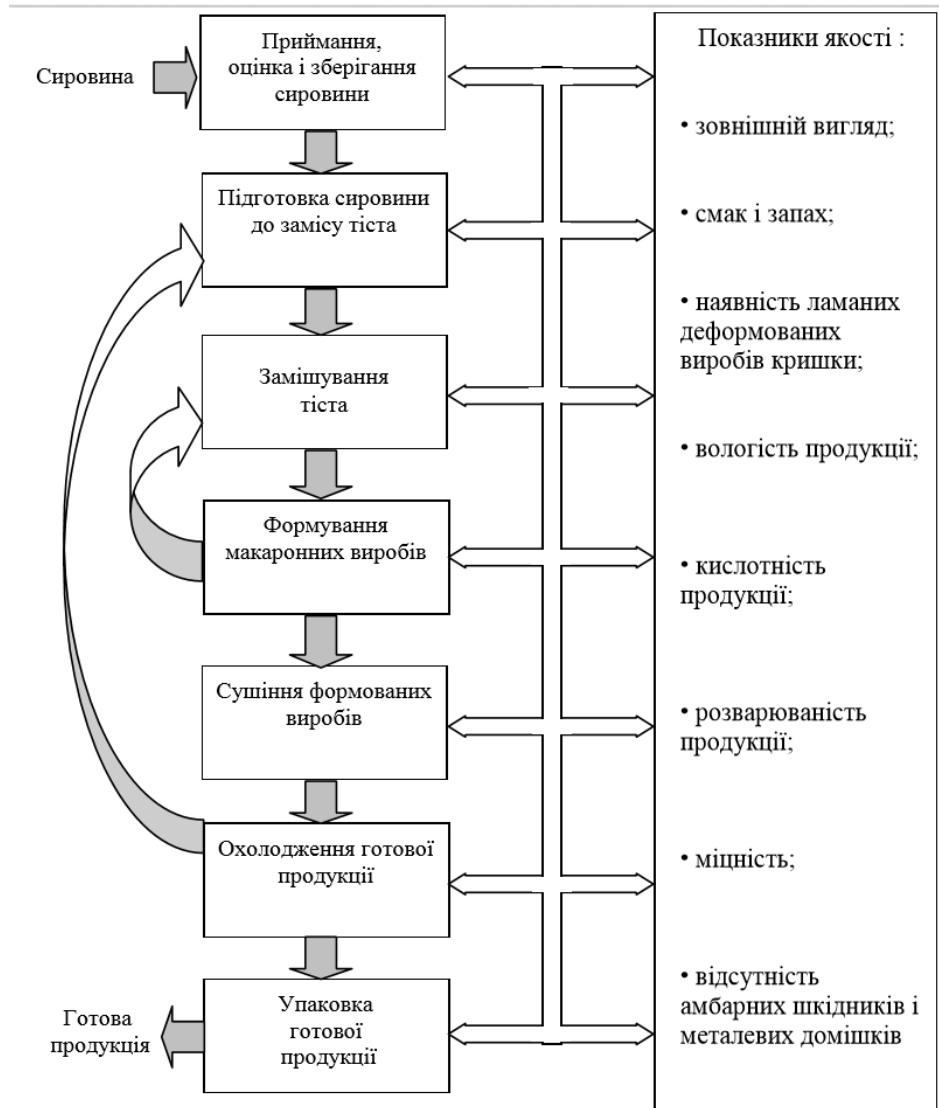 Сировина
Приймання,
оцінка і зберігання
сировини
Підготовка сировини
до замісу тіста
Замішування
тіста
Формування
макаронних виробів
Сушіння формованих
виробів
Охолодження готової
продукції
Упаковка
готової
продукції
Готова
продукція
Показники якості :
• зовнішній вигляд;
• смак і запах;
• наявність ламаних
деформованих
виробів кришки;
• вологість продукції;
• кислотність
продукції;
• розварюваність
продукції;
• міцність;
• відсутність
амбарних шкідників і
металевих домішків